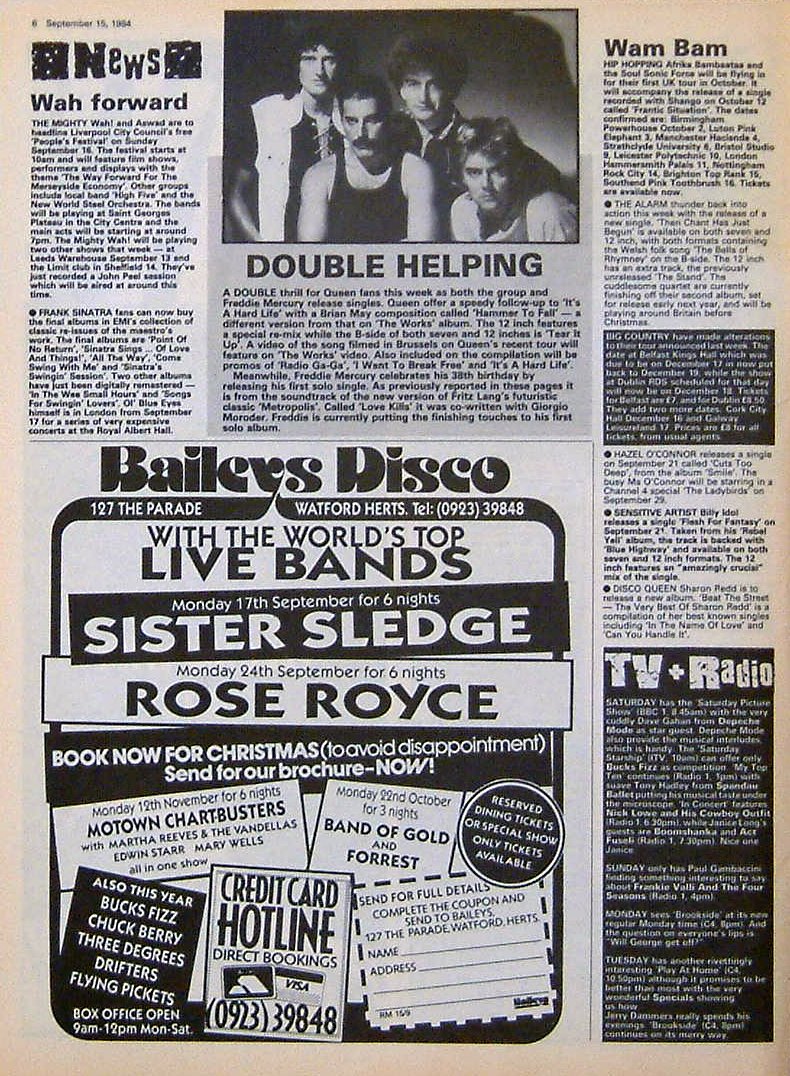 6 September 15, 1984
News
Wah forward
THE MIGHTY Wah! and Aswad are to
headline Liverpool City Council's free
'People's Festival' on Sunday
September 16. The festival starts at
10am and will feature film shows,
performers and displays with the
theme 'The Way Forward For The
Merseyside Economy'. Other groups
include local band 'High Five' and the
New World Steel Orchestra. The bands
will be playing at Saint Georges
Plateau in the City Centre and the
main acts will be starting at around
7pm. The Mighty Wah! will be playing
two other shows that week — at
Leeds Warehouse September 13 and
the Limit club in Sheffield 14. They've
just recorded a John Peel session
which will be aired at around this
time.
● FRANK SINATRA fans can now buy
the final albums in EMI's collection of
classic re-issues of the maestro's
work. The final albums are 'Point Of
No Return', 'Sinatra Sings ... Of Love
And Things!', 'All The Way', 'Come
Swing With Me' and 'Sinatra's
Swingin' Session'. Two other albums
have just been digitally remastered —
'In The Wee Small Hours' and 'Songs
For Swingin' Lovers'. Ol' Blue Eyes
himself is in London from September
17 for a series of very expensive
concerts at the Royal Albert Hall.
DOUBLE HELPING
A DOUBLE thrill for Queen fans this week as both the group and
Freddie Mercury release singles. Queen offer a speedy follow-up to 'It's
A Hard Life' with a Brian May composition called 'Hammer To Fall' — a
different version from that on 'The Works' album. The 12 inch features
a special re-mix while the B-side of both seven and 12 inches is 'Tear It
Up'. A video of the song filmed in Brussels on Queen's recent tour will
feature on 'The Works' video. Also included on the compilation will be
promos of 'Radio Ga-Ga', 'I Want To Break Free' and 'It's A Hard Life'.
Meanwhile, Freddie Mercury celebrates his 38th birthday by
releasing his first solo single. As previously reported in these pages it
is from the soundtrack of the new version of Fritz Lang's futuristic
classic 'Metropolis'. Called 'Love Kills' it was co-written with Giorgio
Moroder. Freddie is currently putting the finishing touches to his first
solo album.
Wam Bam
HIP HOPPING Afrika Bambaataa and
the Soul Sonic Force will be flying in
for their first UK tour in October. It
will accompany the release of a single
recorded with Shango on October 12
called 'Frantic Situation'. The dates
confirmed are: Birmingham
Powerhouse October 2, Luton Pink
Elephant 3, Manchester Hacienda 4,
Strathclyde University 6, Bristol Studio
9, Leicester Polytechnic 10, London
Hammersmith Palais 11, Nottingham
Rock City 14, Brighton Top Rank 15,
Southend Pink Toothbrush 16. Tickets
are available now.
● THE ALARM thunder back into
action this week with the release of a
new single. 'Then Chant Has Just
Begun' is available on both seven and
12 inch, with both formats containing
the Welsh folk song 'The Bells of
Rhymney' on the B-side. The 12 inch
has an extra track, the previously
unreleased 'The Stand'. The
cuddlesome quartet are currently
finishing off their second album, set
for release early next year, and will be
playing around Britain before
Christmas.
BIG COUNTRY have made alterations
to their tour announced last week. The
date at Belfast Kings Hall which was
due to be on December 17 in now put
back to December 19, while the show
at Dublin RDS scheduled for that day
will now be on December 18. Tickets
for Belfast are £7, and for Dublin £8.50.
They add two more dates. Cork City
Hall December 16 and Galway
Leisureland 17. Prices are £8 for all
tickets, from usual agents.
● HAZEL O'CONNOR releases a single
on September 21 called 'Cuts Too
Deep', from the album 'Smile'. The
busy Ms O'Connor will be starring in a
Channel 4 special 'The Ladybirds' on
September 29.
● SENSITIVE ARTIST Billy Idol
releases a single 'Flesh For Fantasy' on
September 21. Taken from his 'Rebel
Yell' album, the track is backed with
'Blue Highway' and available on both
seven and 12 inch formats. The 12
inch features an "amazingly crucial"
mix of the single.
● DISCO QUEEN Sharon Redd is to
release a new album. 'Beat The Street
— The Very Best Of Sharon Redd' is a
compilation of her best known singles
including 'In The Name Of Love' and
'Can You Handle It'.
TV + Radio
SATURDAY has the 'Saturday Picture
Show' (BBC 1, 8.45am) with the very
cuddly Dave Gahan from Depeche
Mode as star guest. Depeche Mode
also provide the musical interludes,
which is handy. The 'Saturday
Starship' (ITV, 10am) can offer only
Bucks Fizz as competition. 'My Top
Ten' continues (Radio 1, 1pm) with
suave Tony Hadley from Spandau
Ballet putting his musical taste under
the microscope. 'In Concert' features
Nick Lowe and His Cowboy Outfit
(Radio 1, 6.30pm), while Janice Long's
guests are Boomshanka and Act
Fuseli (Radio 1, 7.30pm). Nice one
Janice.
SUNDAY only has Paul Gambaccini
finding something interesting to say
about Frankie Valli And The Four
Seasons (Radio 1, 4pm).
MONDAY sees 'Brookside' at its new
regular Monday time (C4, 8pm). And
the question on everyone's lips is
"Will George get off?"
TUESDAY has another rivettingly
interesting 'Play At Home' (C4,
10.50pm) although it promises to be
better than most with the very
wonderful Specials showing
us how
Jerry Dammers really spends his
evenings. 'Brookside' (C4, 8pm)
continues on its merry way.
Baileys Disco
127 THE PARADE WATFORD HERTS. Tel: (0923) 39848
WITH THE WORLD'S TOP
LIVE BANDS
Monday 17th September for 6 nights
SISTER SLEDGE
Monday 24th September for 6 nights
ROSE ROYCE
BOOK NOW FOR CHRISTMAS (to avoid disappointment)
Send for our brochure–NOW!
Monday 12th November for 6 nights
MOTOWN CHARTBUSTERS
with MARTHA REEVES & THE VANDELLAS
EDWIN STARR MARY WELLS
all in one show
Monday 22nd October
for 3 nights
BAND OF GOLD
AND
FORREST
RESERVED
DINING TICKETS
OR SPECIAL SHOW
ONLY TICKETS
AVAILABLE
ALSO THIS YEAR
BUCKS FIZZ
CHUCK BERRY
THREE DEGREES
DRIFTERS
FLYING PICKETS
BOX OFFICE OPEN
9am-12pm Mon-Sat.
CREDIT CARD
HOTLINE
DIRECT BOOKINGS
VISA
(0923) 39848
SEND FOR FULL DETAILS
COMPLETE THE COUPON AND
SEND TO BAILEYS,
127 THE PARADE, WATFORD, HERTS.
NAME
ADDRESS
RM 15/9
Baileys